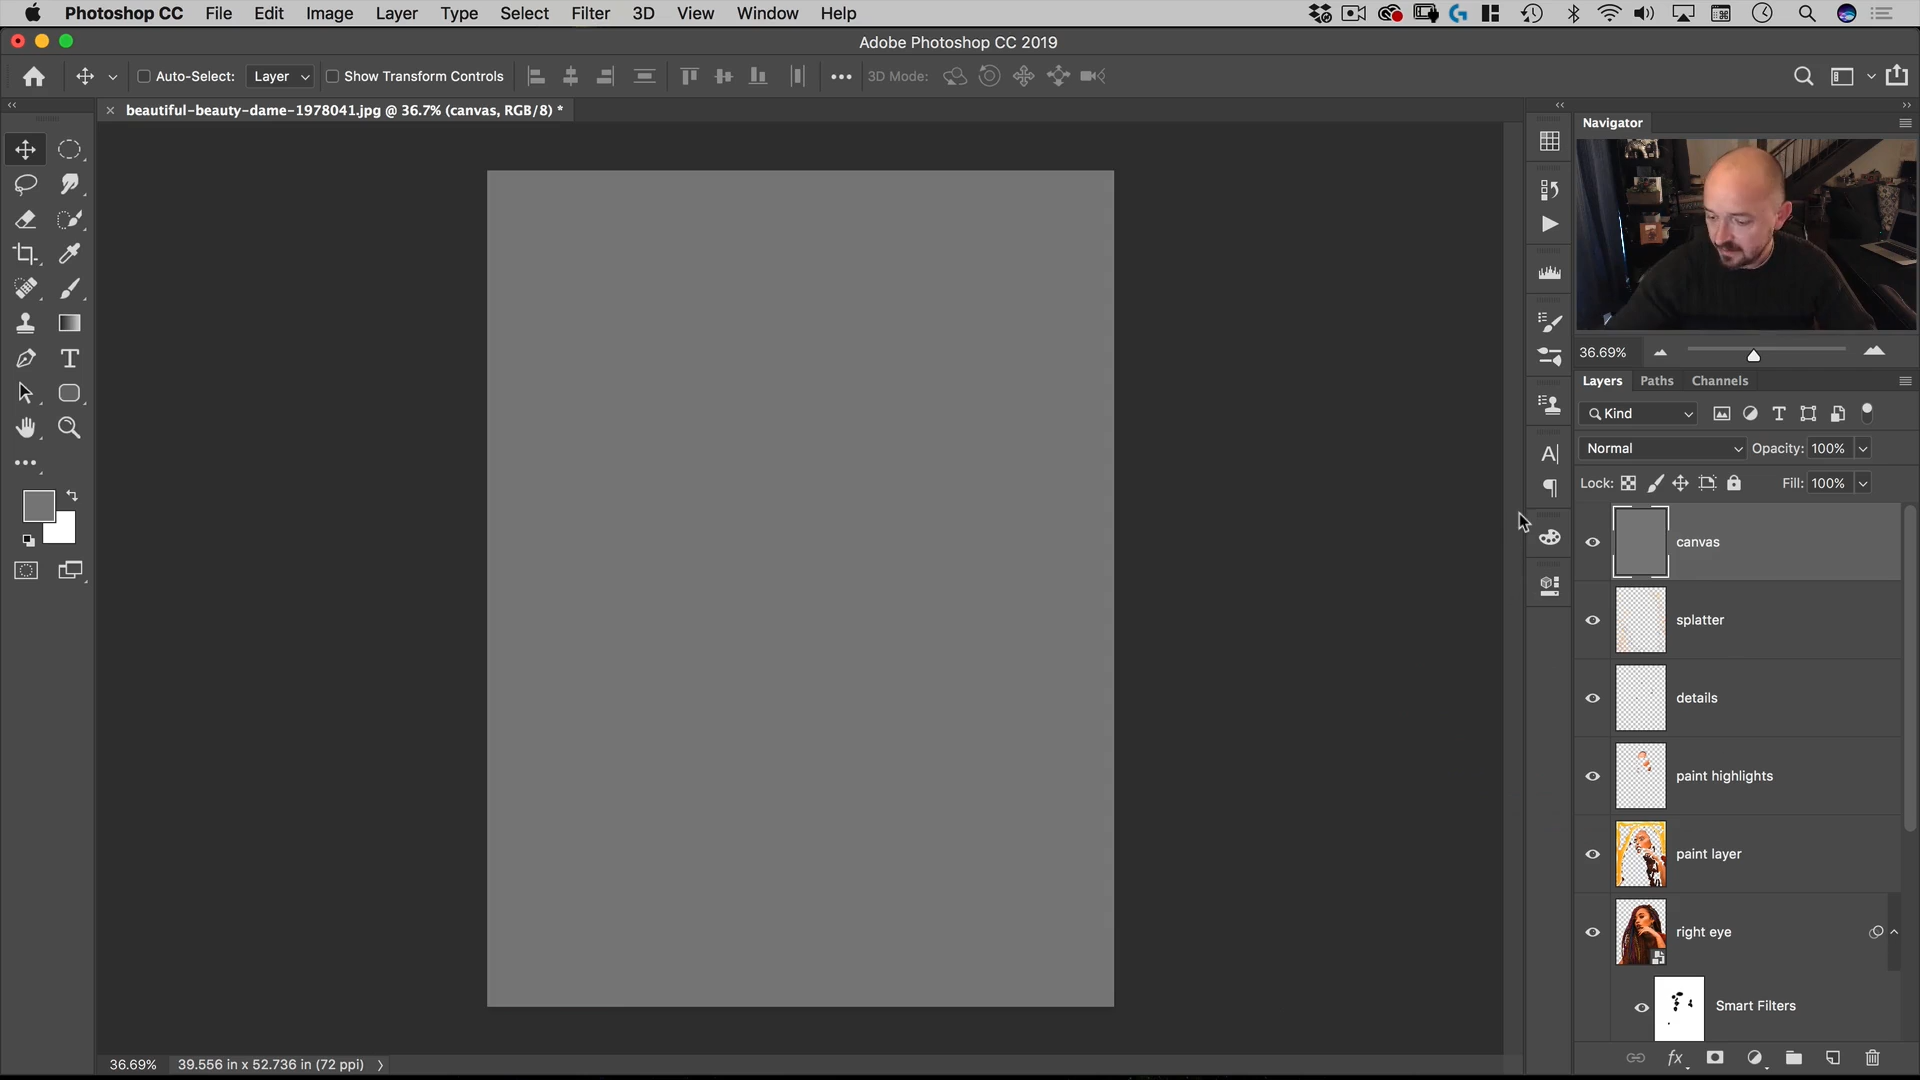 Photoshop CC File Edit Image Layer Type Select Filter 3D View Window Help
Adobe Photoshop CC 2019
Auto-Select: Layer Show Transform Controls 3D Mode:
beautiful-beauty-dame-1978041.jpg @ 36.7% (canvas, RGB/8) *
Navigator
36.69%
Layers Paths Channels
Kind
Normal Opacity: 100%
Lock: Fill: 100%
canvas
splatter
details
paint highlights
paint layer
right eye
Smart Filters
36.69% 39.556 in x 52.736 in (72 ppi)